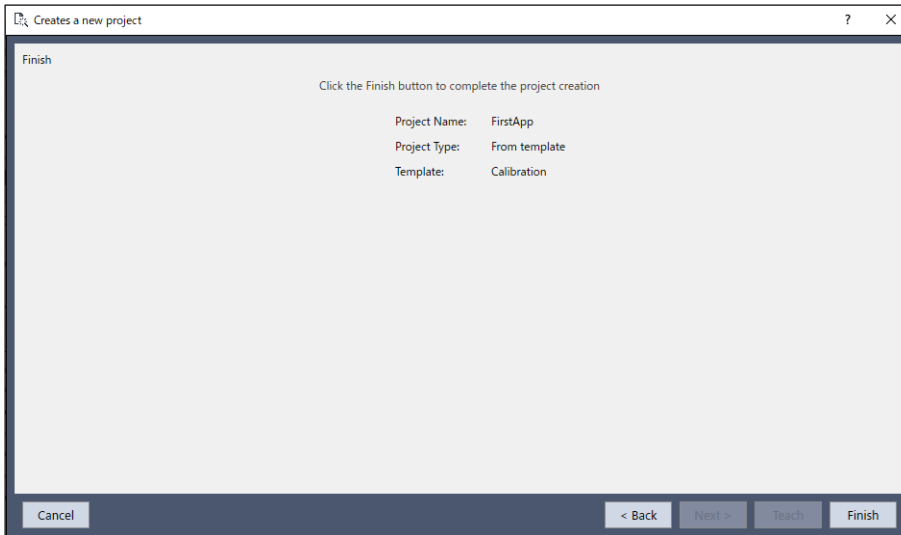 Creates a new project ? ×
Finish
Click the Finish button to complete the project creation
Project Name: FirstApp
Project Type: From template
Template: Calibration
Cancel < Back Next > Teach Finish